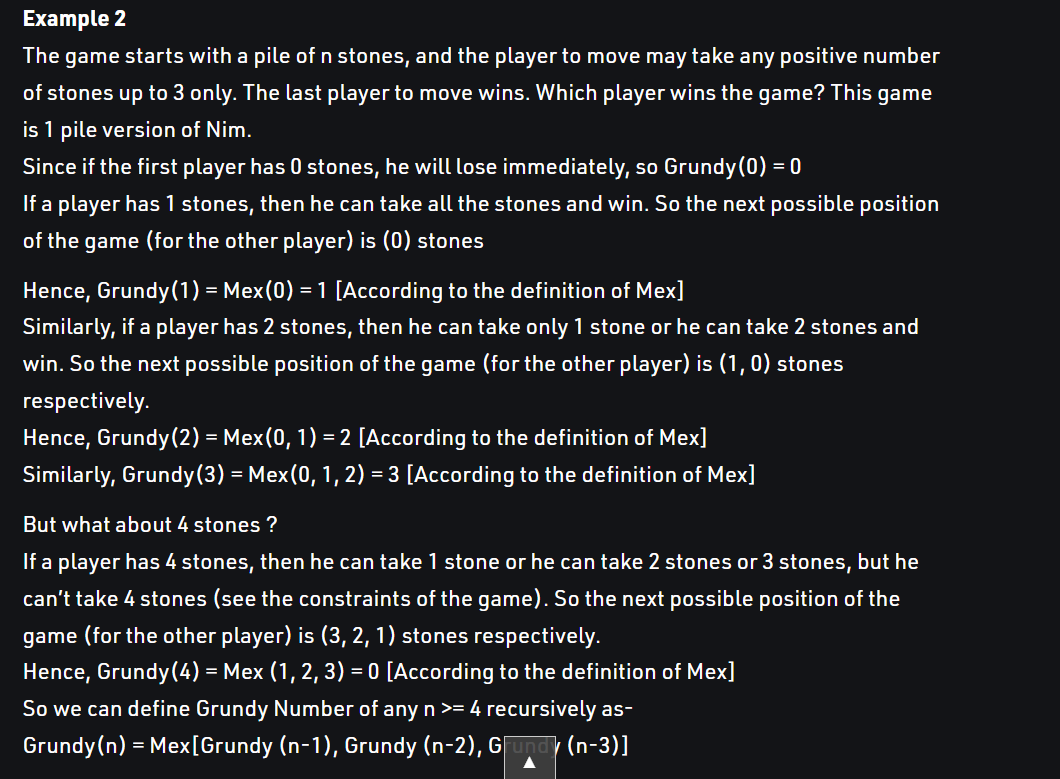 Example 2
The game starts with a pile of n stones, and the player to move may take any positive number
of stones up to 3 only. The last player to move wins. Which player wins the game? This game
is 1 pile version of Nim.
Since if the first player has 0 stones, he will lose immediately, so Grundy(0) = 0
If a player has 1 stones, then he can take all the stones and win. So the next possible position
of the game (for the other player) is (0) stones
Hence, Grundy(1) = Mex(0) = 1 [According to the definition of Mex]
Similarly, if a player has 2 stones, then he can take only 1 stone or he can take 2 stones and
win. So the next possible position of the game (for the other player) is (1, 0) stones
respectively.
Hence, Grundy(2) = Mex(0, 1) = 2 [According to the definition of Mex]
Similarly, Grundy(3) = Mex(0, 1, 2) = 3 [According to the definition of Mex]
But what about 4 stones ?
If a player has 4 stones, then he can take 1 stone or he can take 2 stones or 3 stones, but he
can't take 4 stones (see the constraints of the game). So the next possible position of the
game (for the other player) is (3, 2, 1) stones respectively.
Hence, Grundy(4) = Mex (1, 2, 3) = 0 [According to the definition of Mex]
So we can define Grundy Number of any n >= 4 recursively as-
Grundy(n) = Mex[Grundy (n-1), Grundy (n-2), Grundy (n-3)]